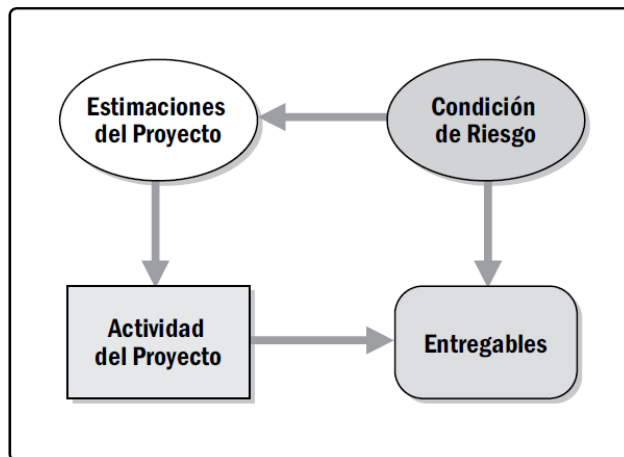 Estimaciones
del Proyecto
Condición
de Riesgo
Actividad
del Proyecto
Entregables